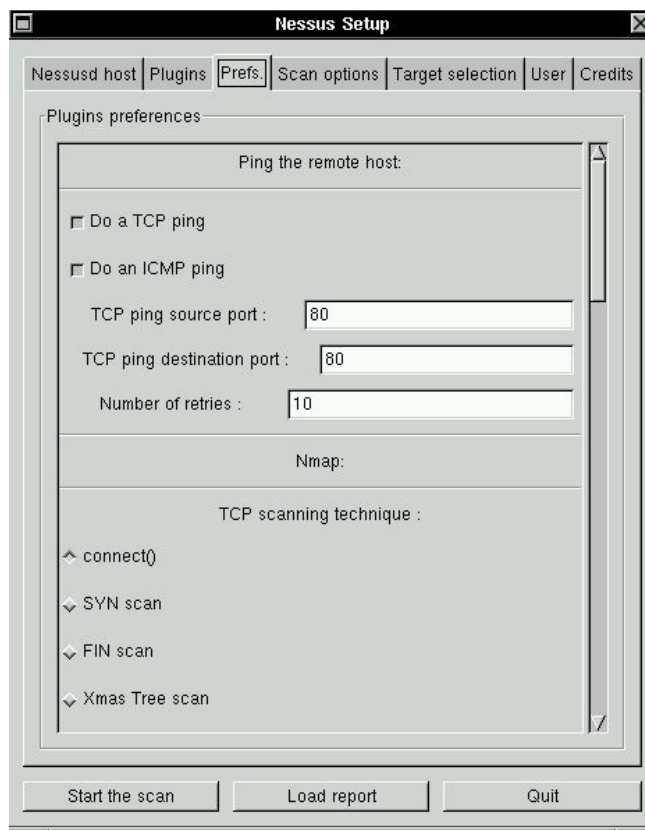 Nessus Setup
Nessusd host Plugins Prefs. Scan options Target selection User Credits
Plugins preferences
Ping the remote host:
Do a TCP ping
Do an ICMP ping
TCP ping source port : 80
TCP ping destination port : 80
Number of retries : 10
Nmap:
TCP scanning technique :
connect()
SYN scan
FIN scan
Xmas Tree scan
Start the scan Load report Quit